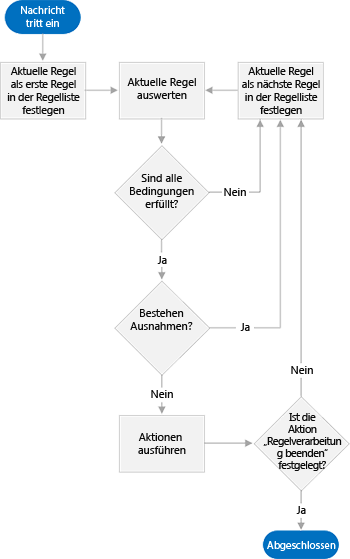 Nachricht
tritt ein
Aktuelle Regel
als erste Regel
in der Regelliste
festlegen
Aktuelle Regel
auswerten
Aktuelle Regel
als nächste Regel
in der Regelliste
festlegen
Sind alle
Bedingungen
erfüllt?
Nein
Ja
Bestehen
Ausnahmen?
Ja
Nein
Nein
Aktionen
ausführen
Ist die
Aktion
„Regelverarbeitun
g beenden“
festgelegt?
Ja
Abgeschlossen